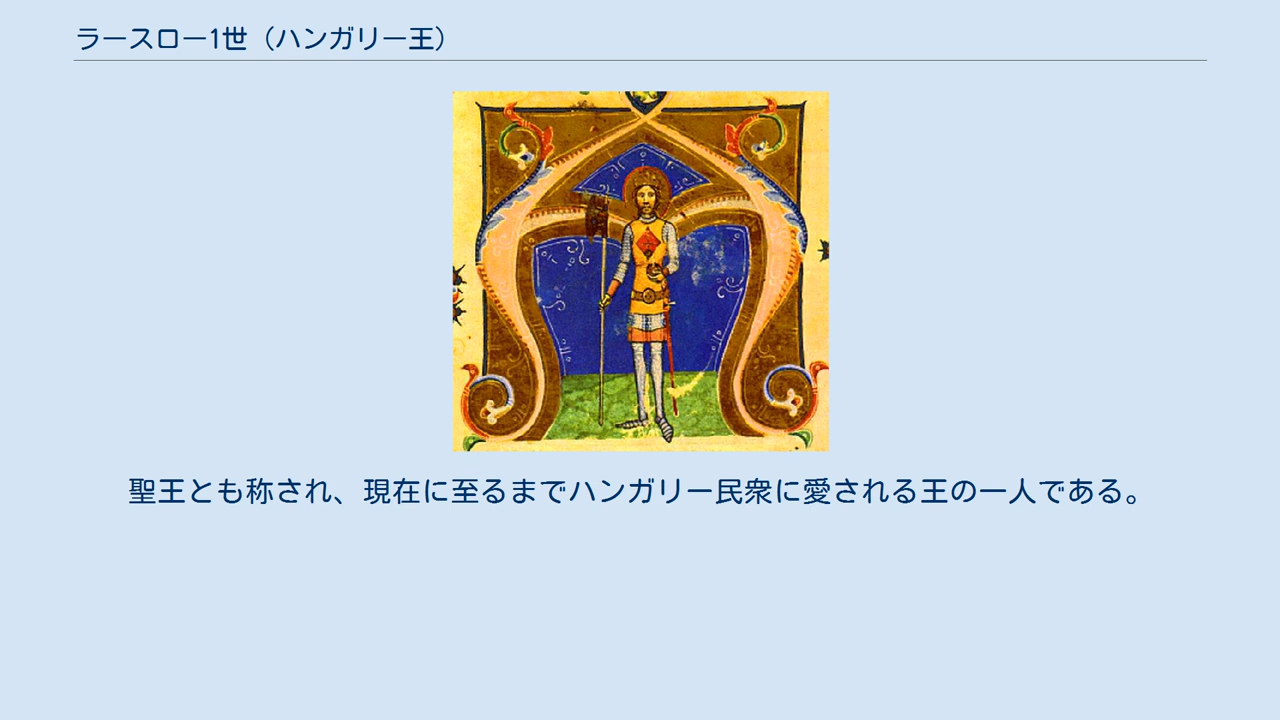 ラースロー1世（ハンガリー王）
聖王とも称され、現在に至るまでハンガリー民衆に愛される王の一人である。